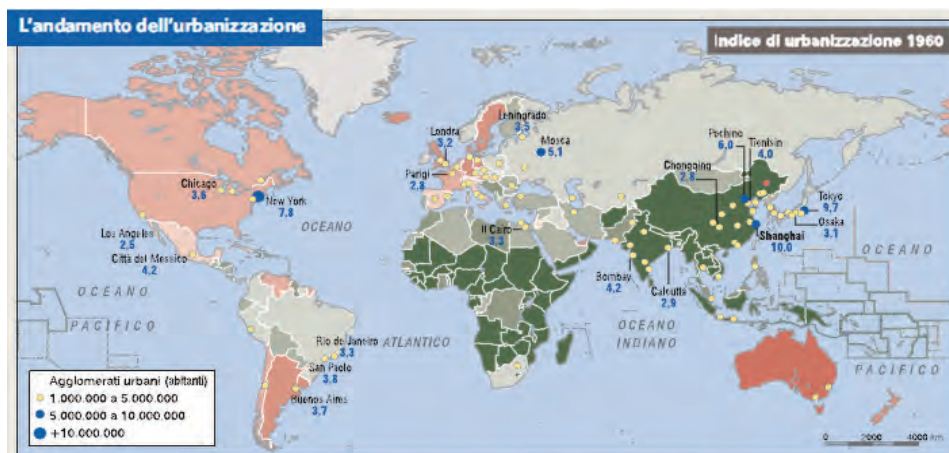 L'andamento dell'urbanizzazione
Indice di urbanizzazione 1960
Leningrado
3,5
Londra
3,2
Mosca
5,1
Pechino
6,0
Tientsin
4,0
Parigi
2,8
Chongqing
2,8
Chicago
3,6
New York
7,8
Tokyo
9,7
OCEANO
Il Cairo
3,3
Osaka
3,1
Los Angeles
2,5
Shanghai
10,0
OCEANO
Città del Messico
4,2
Bombay
4,2
Calcutta
2,9
OCEANO
PACIFICO
Rio de Janeiro
3,3
ATLANTICO
OCEANO
INDIANO
PACIFICO
San Paolo
3,8
Buenos Aires
3,7
Agglomerati urbani (abitanti)
1.000.000 a 5.000.000
5.000.000 a 10.000.000
+10.000.000
0 2000 4000 km